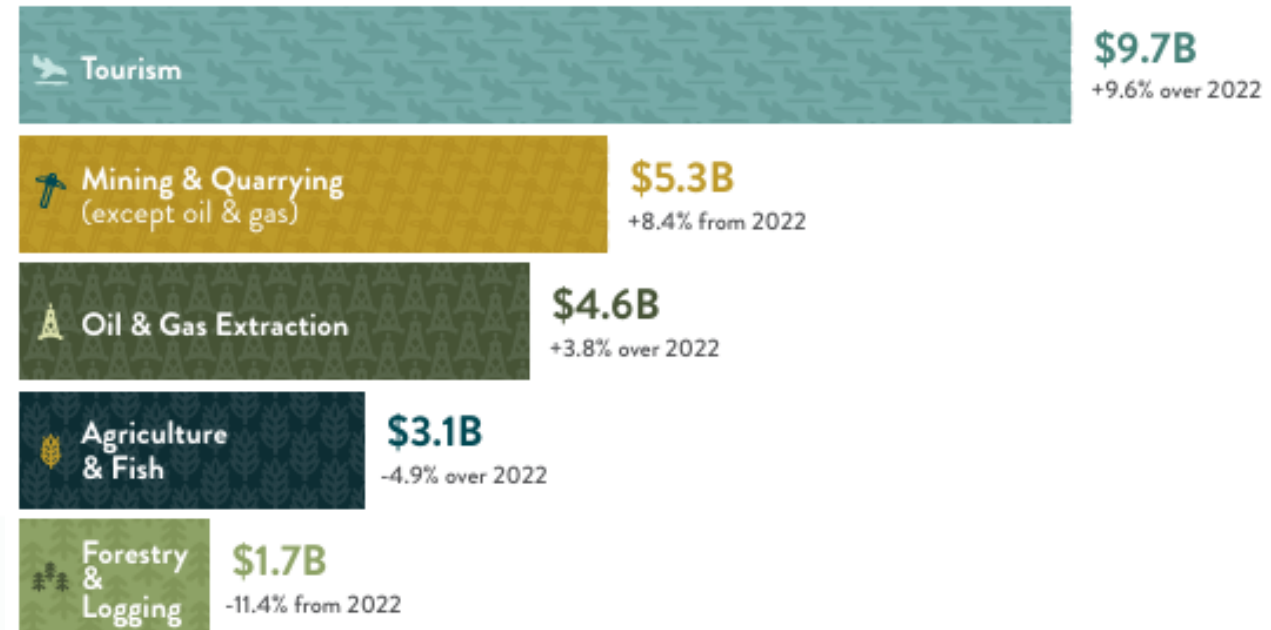 Tourism
$9.7B
+9.6% over 2022
Mining & Quarrying
(except oil & gas)
$5.3B
+8.4% from 2022
Oil & Gas Extraction
$4.6B
+3.8% over 2022
Agriculture
& Fish
$3.1B
-4.9% over 2022
Forestry
&
Logging
$1.7B
-11.4% from 2022